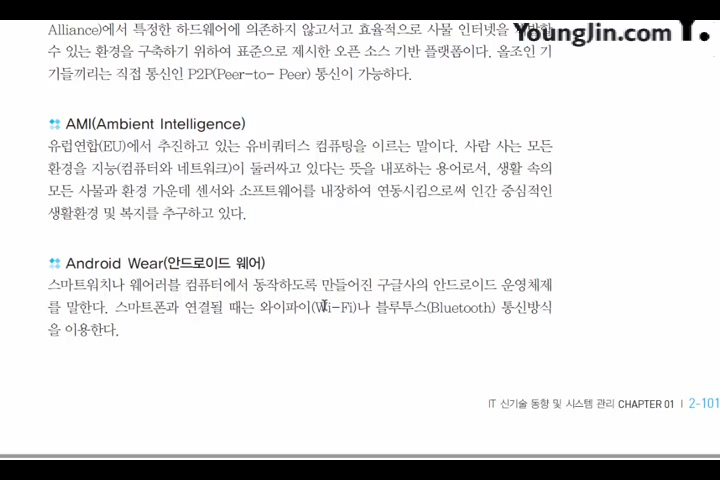 Alliance)에서 특정한 하드웨어에 의존하지 않고서고 효율적으로 사물 인터넷을
YoungJin.com Y.
수 있는 환경을 구축하기 위하여 표준으로 제시한 오픈 소스 기반 플랫폼이다. 올조인 기
기들끼리는 직접 통신인 P2P(Peer-to- Peer) 통신이 가능하다.
AMI(Ambient Intelligence)
유럽연합(EU)에서 추진하고 있는 유비쿼터스 컴퓨팅을 이르는 말이다. 사람 사는 모든
환경을 지능(컴퓨터와 네트워크)이 둘러싸고 있다는 뜻을 내포하는 용어로서, 생활 속의
모든 사물과 환경 가운데 센서와 소프트웨어를 내장하여 연동시킴으로써 인간 중심적인
생활환경 및 복지를 추구하고 있다.
Android Wear(안드로이드 웨어)
스마트워치나 웨어러블 컴퓨터에서 동작하도록 만들어진 구글사의 안드로이드 운영체제
를 말한다. 스마트폰과 연결될 때는 와이파이(Wi-Fi)나 블루투스(Bluetooth) 통신방식
을 이용한다.
IT 신기술 동향 및 시스템 관리 CHAPTER 01 | 2-101